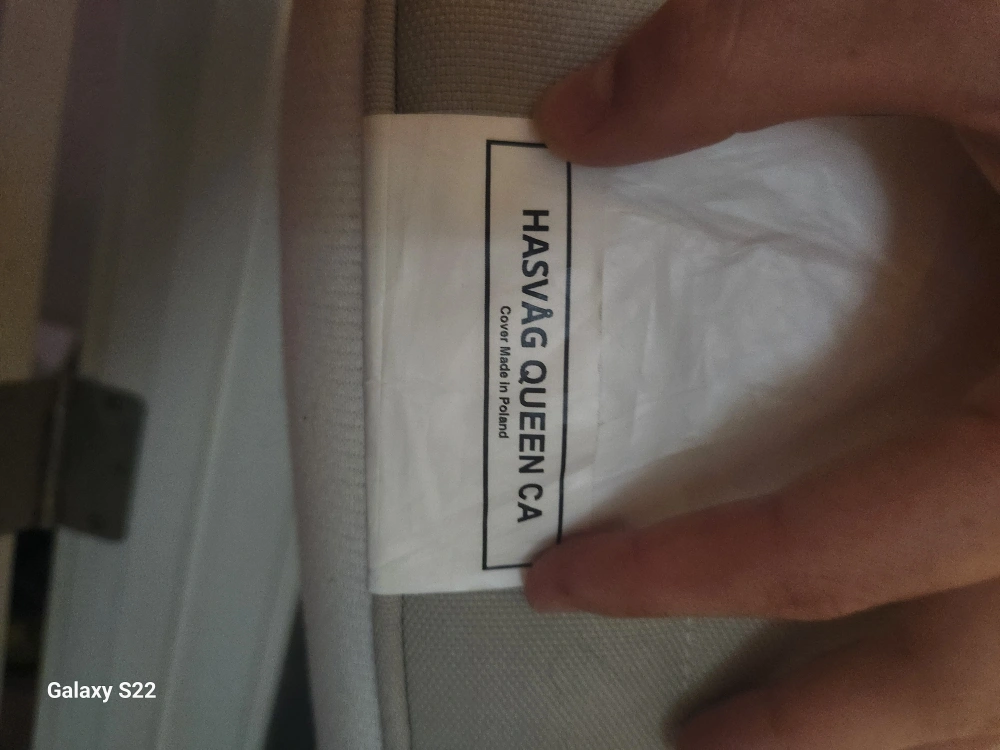 HASVÅG QUEEN CA
Cover Made in Poland
Galaxy S22